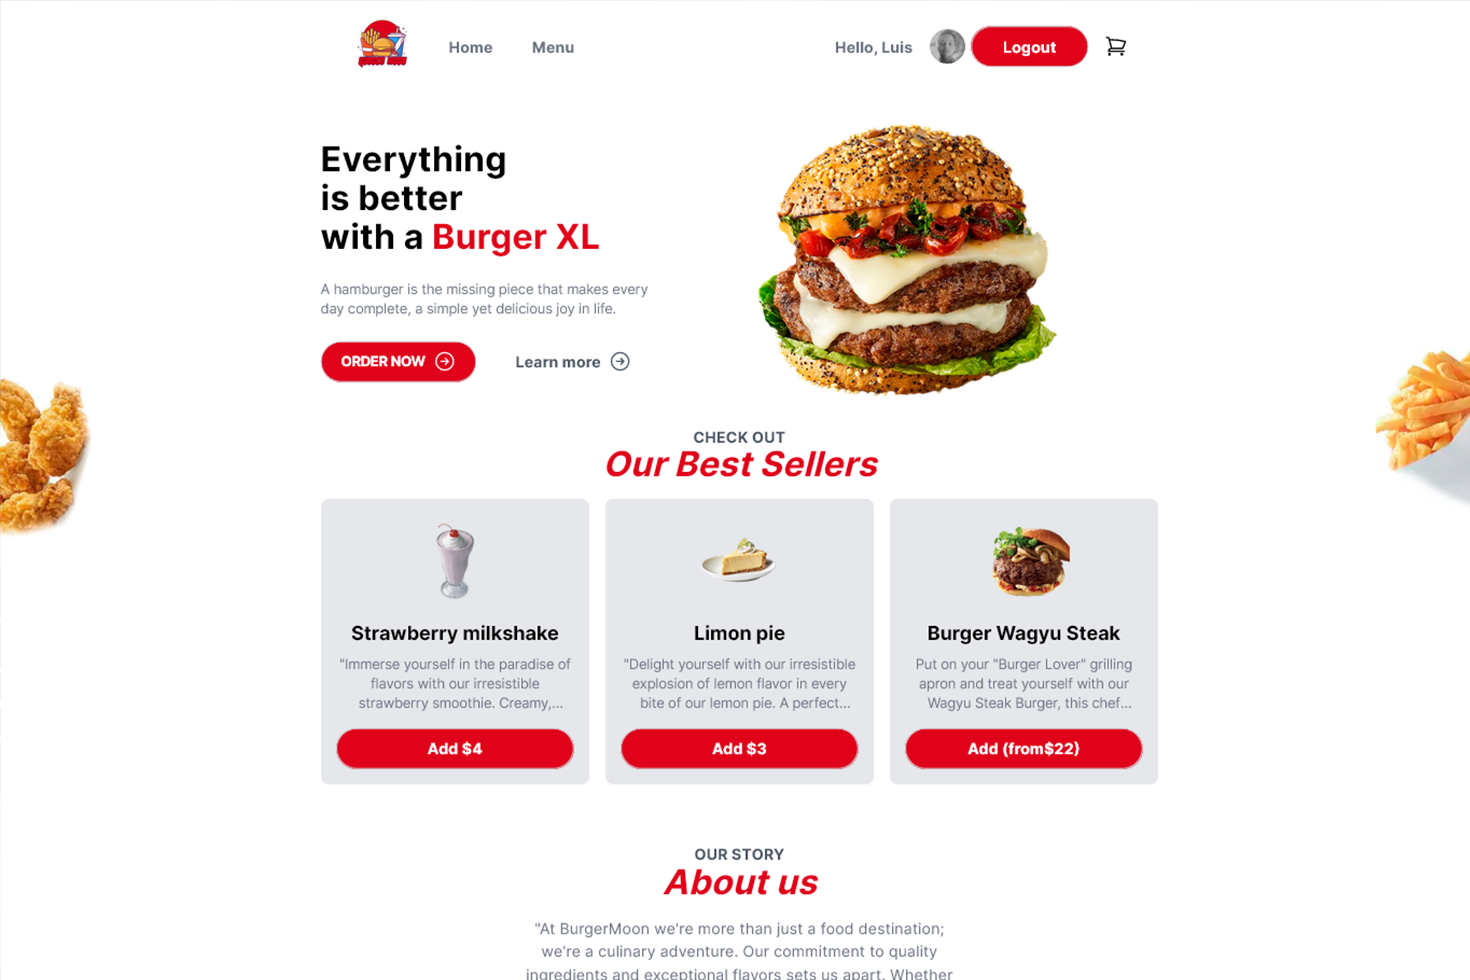 Home
Menu
Hello, Luis
Logout
Everything
is better
with a Burger XL
A hamburger is the missing piece that makes every
day complete, a simple yet delicious joy in life.
ORDER NOW
Learn more
CHECK OUT
Our Best Sellers
Strawberry milkshake
"Immerse yourself in the paradise of
flavors with our irresistible
strawberry smoothie. Creamy,...
Add $4
Limon pie
"Delight yourself with our irresistible
explosion of lemon flavor in every
bite of our lemon pie. A perfect...
Add $3
Burger Wagyu Steak
Put on your "Burger Lover" grilling
apron and treat yourself with our
Wagyu Steak Burger, this chef...
Add (from$22)
OUR STORY
About us
"At BurgerMoon we're more than just a food destination;
we're a culinary adventure. Our commitment to quality
ingredients and exceptional flavors sets us apart. Whether